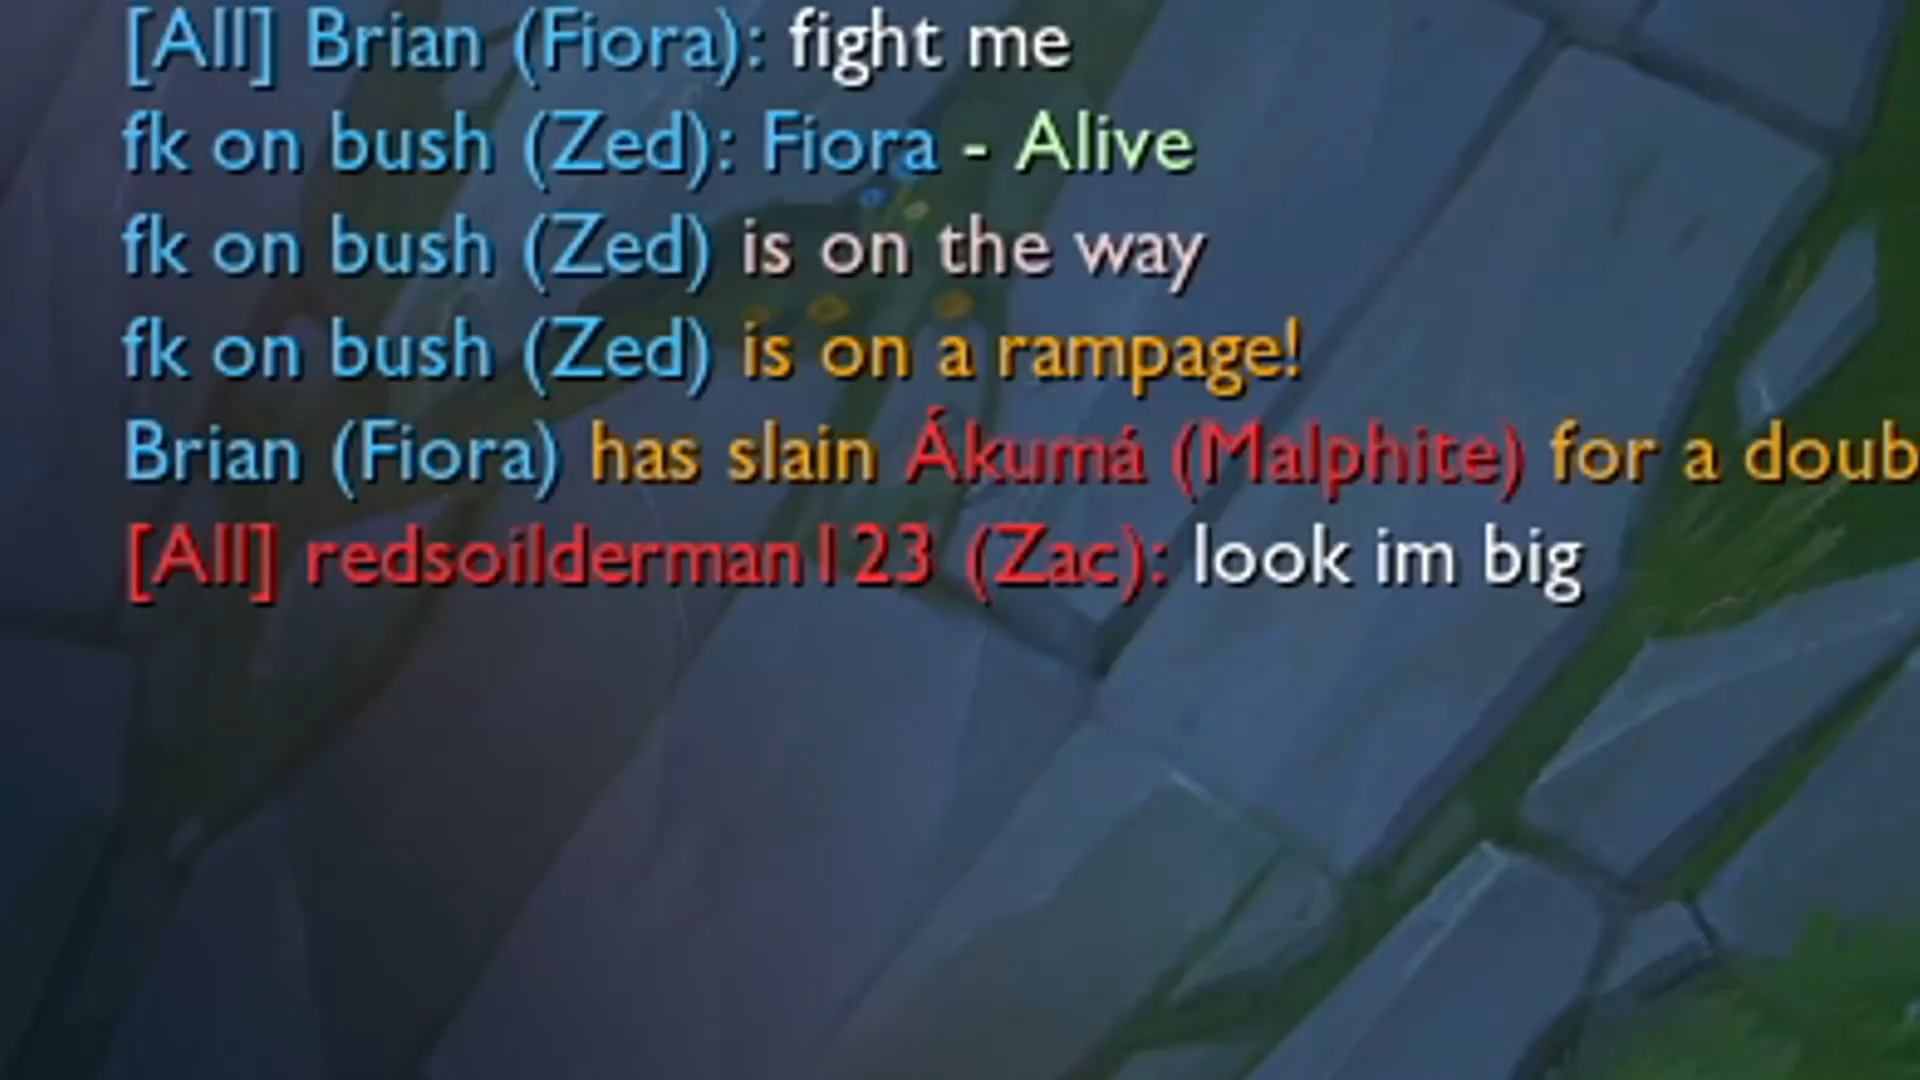 [All] Brian (Fiora): fight me
fk on bush (Zed): Fiora - Alive
fk on bush (Zed) is on the way
fk on bush (Zed) is on a rampage!
Brian (Fiora) has slain Ákumá (Malphite) for a doub
[All] redsoilderman123 (Zac): look im big